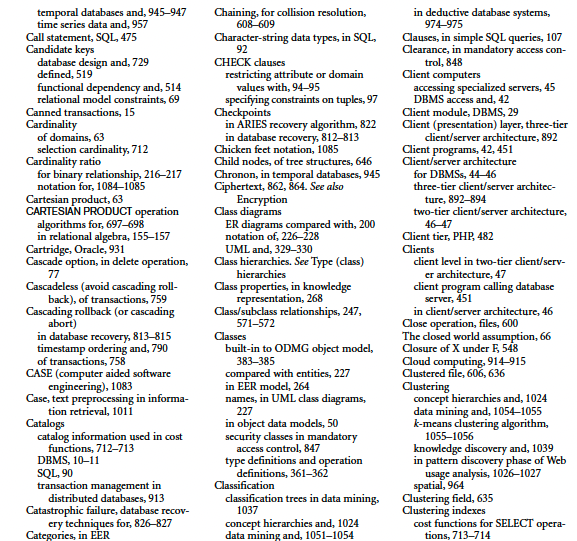 temporal databases and, 945–947
time series data and, 957
Call statement, SQL, 475
Candidate keys
database design and, 729
defined, 519
functional dependency and, 514
relational model constraints, 69
Canned transactions, 15
Cardinality
of domains, 63
selection cardinality, 712
Cardinality ratio
for binary relationship, 216–217
notation for, 1084–1085
Cartesian product, 63
CARTESIAN PRODUCT operation
algorithms for, 697–698
in relational algebra, 155–157
Cartridge, Oracle, 931
Cascade option, in delete operation,
77
Cascadeless (avoid cascading roll-
back), of transactions, 759
Cascading rollback (or cascading
abort)
in database recovery, 813–815
timestamp ordering and, 790
of transactions, 758
CASE (computer aided software
engineering), 1083
Case, text preprocessing in informa-
tion retrieval, 1011
Catalogs
catalog information used in cost
functions, 712–713
DBMS, 10–11
SQL, 90
transaction management in
distributed databases, 913
Catastrophic failure, database recov-
ery techniques for, 826–827
Categories, in EER
Chaining, for collision resolution,
608–609
Character-string data types, in SQL,
92
CHECK clauses
restricting attribute or domain
values with, 94–95
specifying constraints on tuples, 97
Checkpoints
in ARIES recovery algorithm, 822
in database recovery, 812–813
Chicken feet notation, 1085
Child nodes, of tree structures, 646
Chronon, in temporal databases, 945
Ciphertext, 862, 864. See also
Encryption
Class diagrams
ER diagrams compared with, 200
notation of, 226–228
UML and, 329–330
Class hierarchies. See Type (class)
hierarchies
Class properties, in knowledge
representation, 268
Class/subclass relationships, 247,
571–572
Classes
built-in to ODMG object model,
383–385
compared with entities, 227
in EER model, 264
names, in UML class diagrams,
227
in object data models, 50
security classes in mandatory
access control, 847
type definitions and operation
definitions, 361–362
Classification
classification trees in data mining,
1037
concept hierarchies and, 1024
data mining and, 1051–1054
in deductive database systems,
974–975
Clauses, in simple SQL queries, 107
Clearance, in mandatory access con-
trol, 848
Client computers
accessing specialized servers, 45
DBMS access and, 42
Client module, DBMS, 29
Client (presentation) layer, three-tier
client/server architecture, 892
Client programs, 42, 451
Client/server architecture
for DBMSs, 44–46
three-tier client/server architec-
ture, 892–894
two-tier client/server architecture,
46–47
Client tier, PHP, 482
Clients
client level in two-tier client/serv-
er architecture, 47
client program calling database
server, 451
in client/server architecture, 46
Close operation, files, 600
The closed world assumption, 66
Closure of X under F, 548
Cloud computing, 914–915
Clustered file, 606, 636
Clustering
concept hierarchies and, 1024
data mining and, 1054–1055
k-means clustering algorithm,
1055–1056
knowledge discovery and, 1039
in pattern discovery phase of Web
usage analysis, 1026–1027
spatial, 964
Clustering field, 635
Clustering indexes
cost functions for SELECT opera-
tions, 713–714